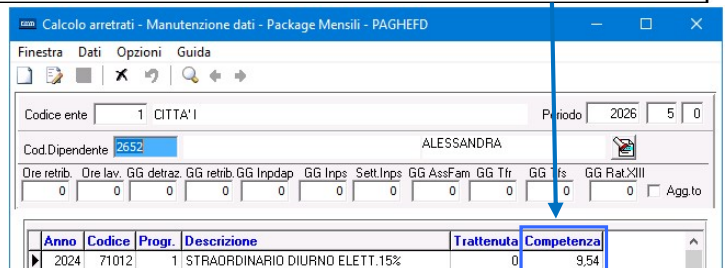 Calcolo arretrati - Manutenzione dati - Package Mensili - PAGHEFD
Finestra Dati Opzioni Guida
Codice ente 1 CITTA' I Periodo 2026 5 0
Cod.Dipendente 2652 ALESSANDRA
Ore retrib. Ore lav. GG detraz. GG retrib. GG Inpdap GG Inps Sett.Inps GG AssFam GG Tfr GG Tfs GG Rat.XIII
0 0 0 0 0 0 0 0 0 0 0 Agg.to
Anno Codice Progr. Descrizione Trattenuta Competenza
2024 71012 1 STRAORDINARIO DIURNO ELETT.15% 0 9,54